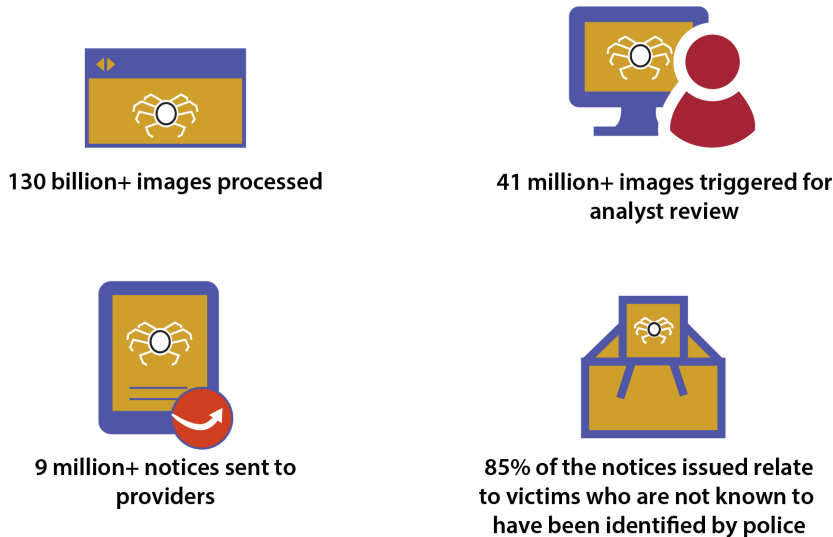 130 billion+ images processed
41 million+ images triggered for
analyst review
9 million+ notices sent to
providers
85% of the notices issued relate
to victims who are not known to
have been identified by police